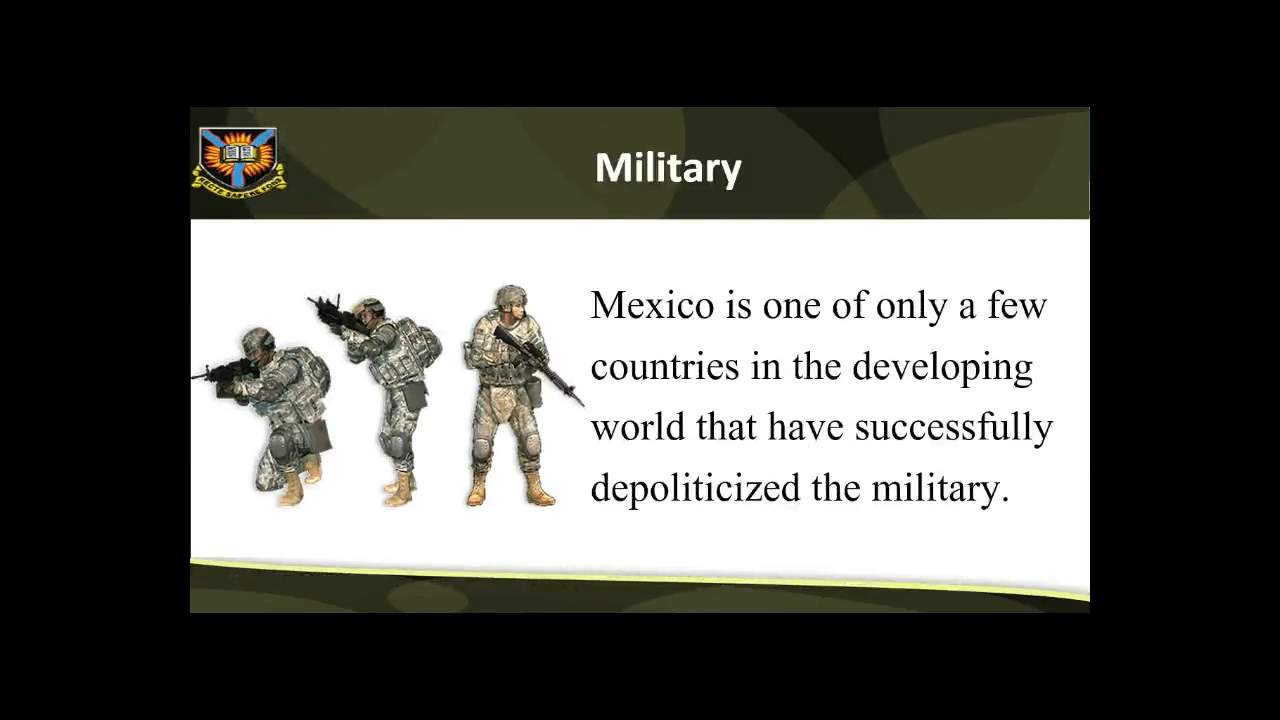 Military
Mexico is one of only a few
countries in the developing
world that have successfully
depoliticized the military.